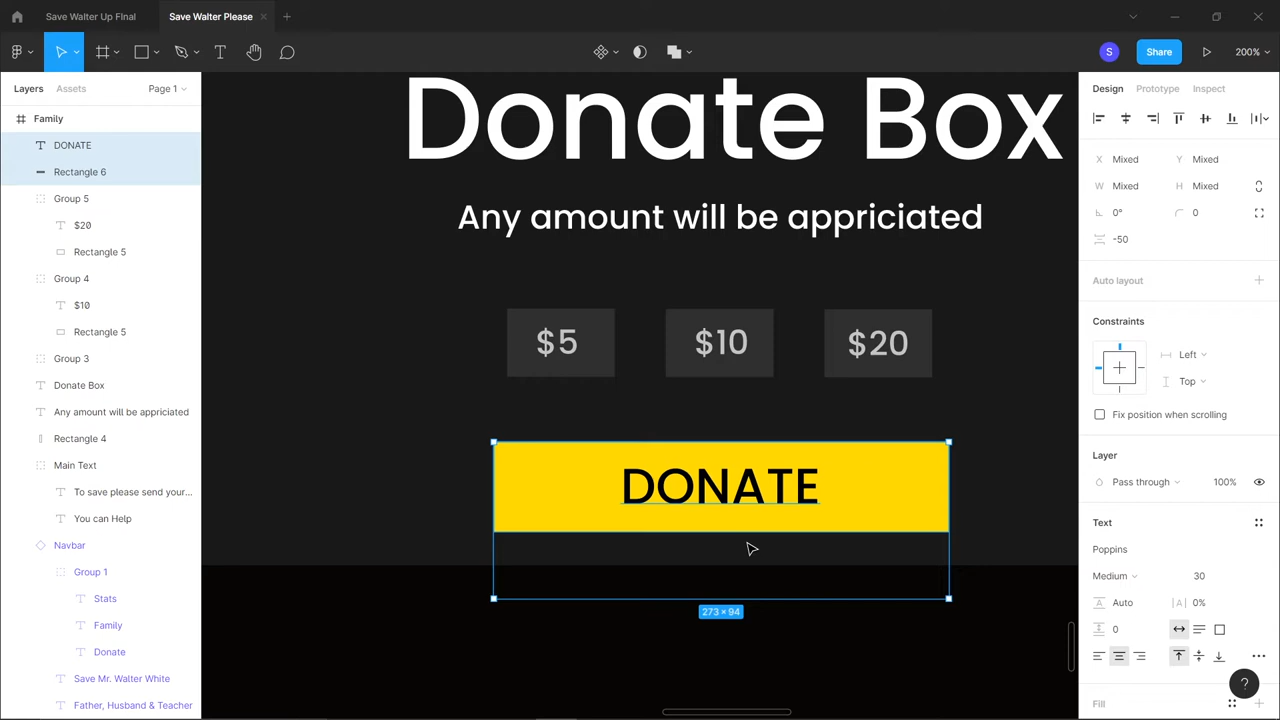 Save Walter Up FInal
Save Walter Please
Share
200%
Layers
Assets
Page 1
Design
Prototype
Inspect
Family
DONATE
Rectangle 6
Group 5
$20
Rectangle 5
Group 4
$10
Rectangle 5
Group 3
Donate Box
Any amount will be appriciated
Rectangle 4
Main Text
To save please send your...
You can Help
Navbar
Group 1
Stats
Family
Donate
Save Mr. Walter White
Father, Husband & Teacher
Donate Box
Any amount will be appriciated
$5
$10
$20
DONATE
273 × 94
S
X Mixed
Y Mixed
W Mixed
H Mixed
0°
0
-50
Auto layout
Constraints
Left
Top
Fix position when scrolling
Layer
Pass through
100%
Text
Poppins
Medium
30
Auto
|A| 0%
0
Fill
?